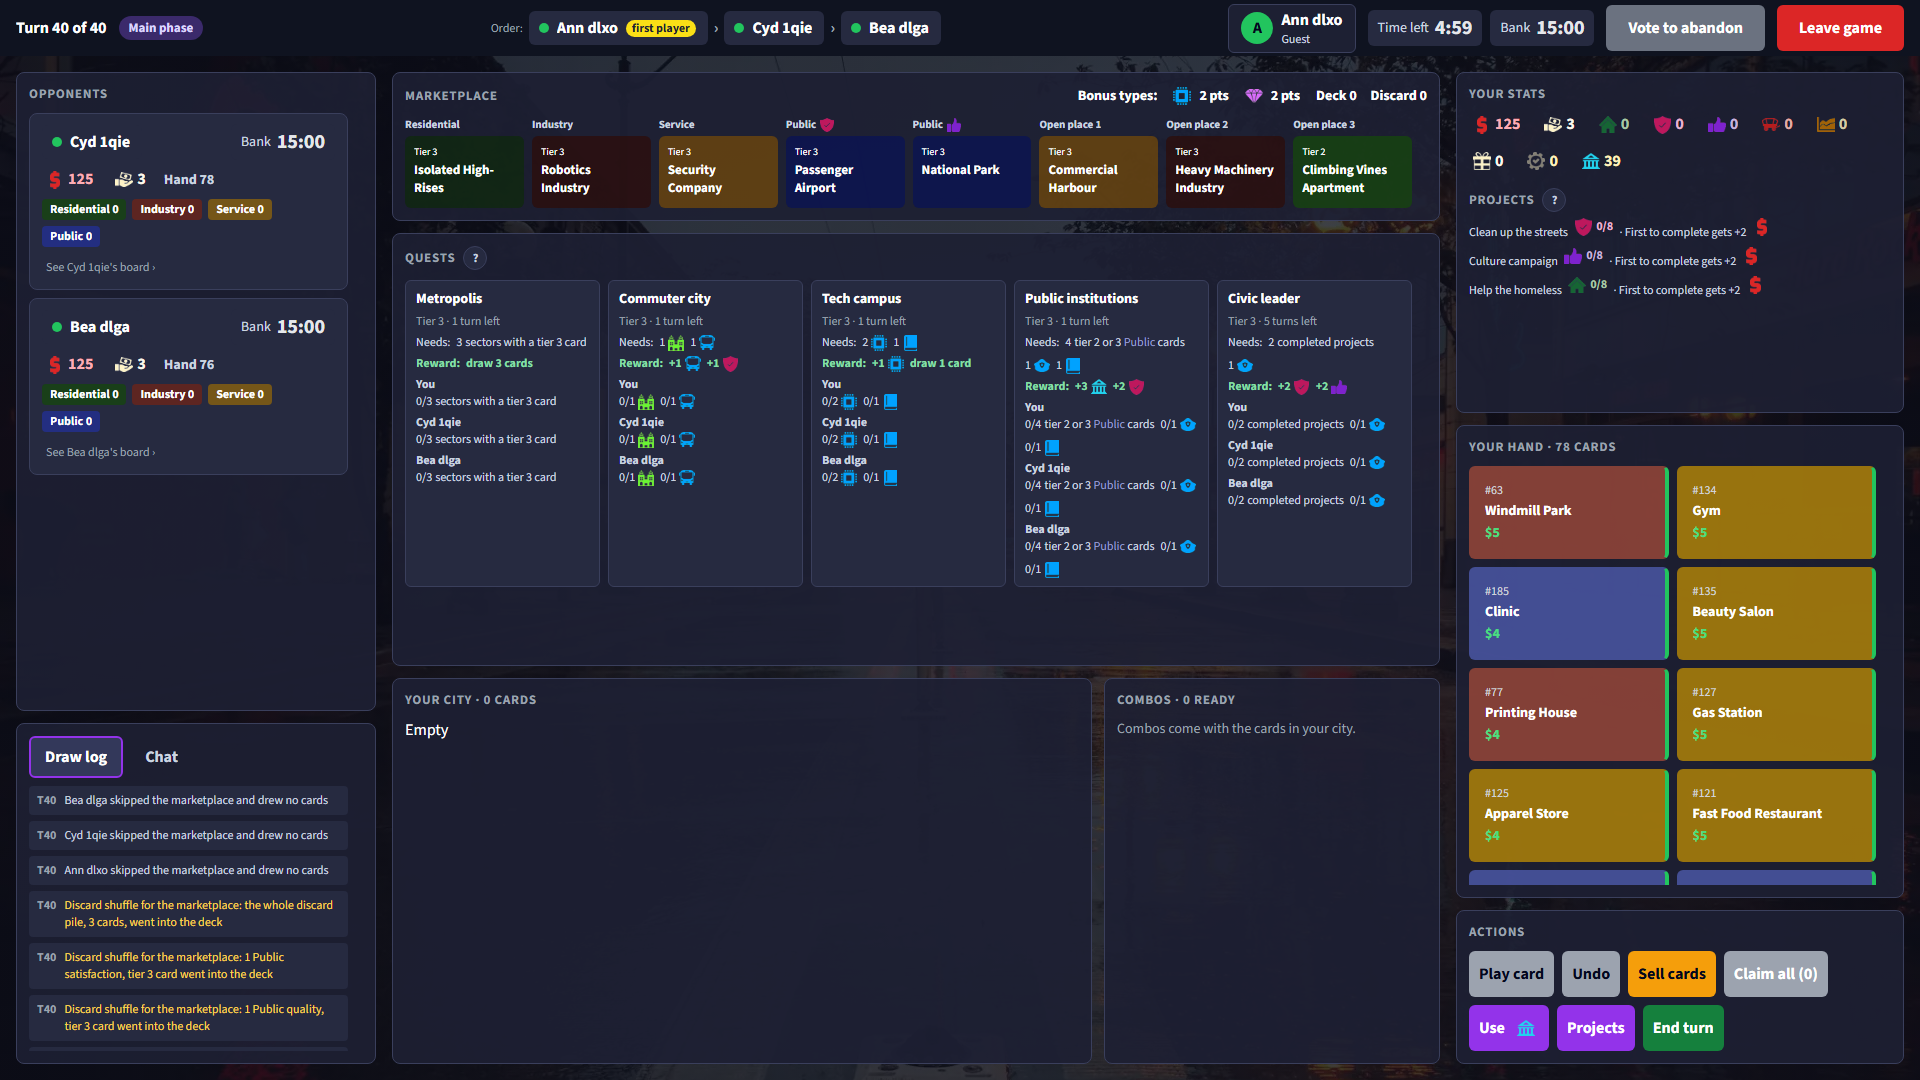 Turn 40 of 40 Main phase
Order: Ann dlxo first player › Cyd 1qie › Bea dlga
A Ann dlxo
Guest
Time left 4:59
Bank 15:00
Vote to abandon
Leave game
OPPONENTS
Cyd 1qie Bank 15:00
125 3 Hand 78
Residential 0 Industry 0 Service 0
Public 0
See Cyd 1qie's board ›
Bea dlga Bank 15:00
125 3 Hand 76
Residential 0 Industry 0 Service 0
Public 0
See Bea dlga's board ›
Draw log Chat
T40 Bea dlga skipped the marketplace and drew no cards
T40 Cyd 1qie skipped the marketplace and drew no cards
T40 Ann dlxo skipped the marketplace and drew no cards
T40 Discard shuffle for the marketplace: the whole discard
pile, 3 cards, went into the deck
T40 Discard shuffle for the marketplace: 1 Public
satisfaction, tier 3 card went into the deck
T40 Discard shuffle for the marketplace: 1 Public quality,
tier 3 card went into the deck
MARKETPLACE
Bonus types: 2 pts 2 pts Deck 0 Discard 0
Residential
Tier 3
Isolated High-
Rises
Industry
Tier 3
Robotics
Industry
Service
Tier 3
Security
Company
Public
Tier 3
Passenger
Airport
Public
Tier 3
National Park
Open place 1
Tier 3
Commercial
Harbour
Open place 2
Tier 3
Heavy Machinery
Industry
Open place 3
Tier 2
Climbing Vines
Apartment
QUESTS ?
Metropolis
Tier 3 · 1 turn left
Needs: 3 sectors with a tier 3 card
Reward: draw 3 cards
You
0/3 sectors with a tier 3 card
Cyd 1qie
0/3 sectors with a tier 3 card
Bea dlga
0/3 sectors with a tier 3 card
Commuter city
Tier 3 · 1 turn left
Needs: 1 1
Reward: +1 +1
You
0/1 0/1
Cyd 1qie
0/1 0/1
Bea dlga
0/1 0/1
Tech campus
Tier 3 · 1 turn left
Needs: 2 1
Reward: +1 draw 1 card
You
0/2 0/1
Cyd 1qie
0/2 0/1
Bea dlga
0/2 0/1
Public institutions
Tier 3 · 1 turn left
Needs: 4 tier 2 or 3 Public cards
1 1
Reward: +3 +2
You
0/4 tier 2 or 3 Public cards 0/1
0/1
Cyd 1qie
0/4 tier 2 or 3 Public cards 0/1
0/1
Bea dlga
0/4 tier 2 or 3 Public cards 0/1
0/1
Civic leader
Tier 3 · 5 turns left
Needs: 2 completed projects
1
Reward: +2 +2
You
0/2 completed projects 0/1
Cyd 1qie
0/2 completed projects 0/1
Bea dlga
0/2 completed projects 0/1
YOUR CITY · 0 CARDS
Empty
COMBOS · 0 READY
Combos come with the cards in your city.
YOUR STATS
125 3 0 0 0 0 0
0 0 39
PROJECTS ?
Clean up the streets 0/8 · First to complete gets +2
Culture campaign 0/8 · First to complete gets +2
Help the homeless 0/8 · First to complete gets +2
YOUR HAND · 78 CARDS
#63
Windmill Park
$5
#134
Gym
$5
#185
Clinic
$4
#135
Beauty Salon
$5
#77
Printing House
$4
#127
Gas Station
$5
#125
Apparel Store
$4
#121
Fast Food Restaurant
$5
ACTIONS
Play card Undo Sell cards Claim all (0)
Use Projects End turn